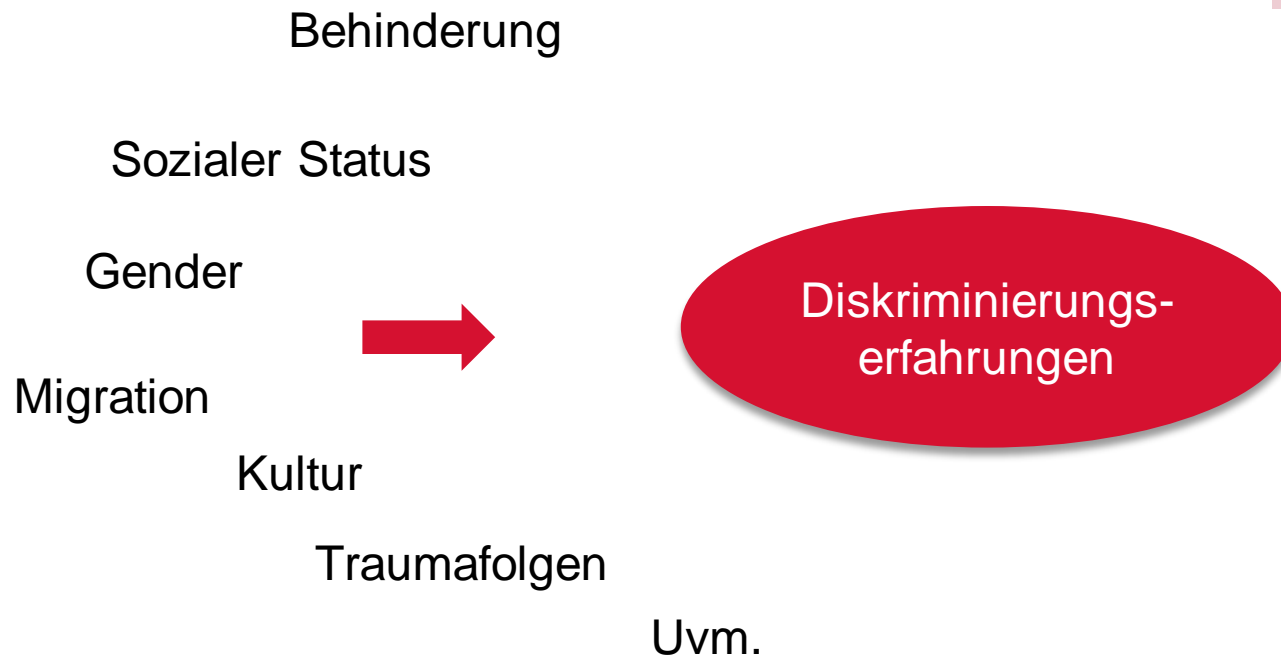 Behinderung
Sozialer Status
Gender
Diskriminierungs-
erfahrungen
Migration
Kultur
Traumafolgen
Uvm.